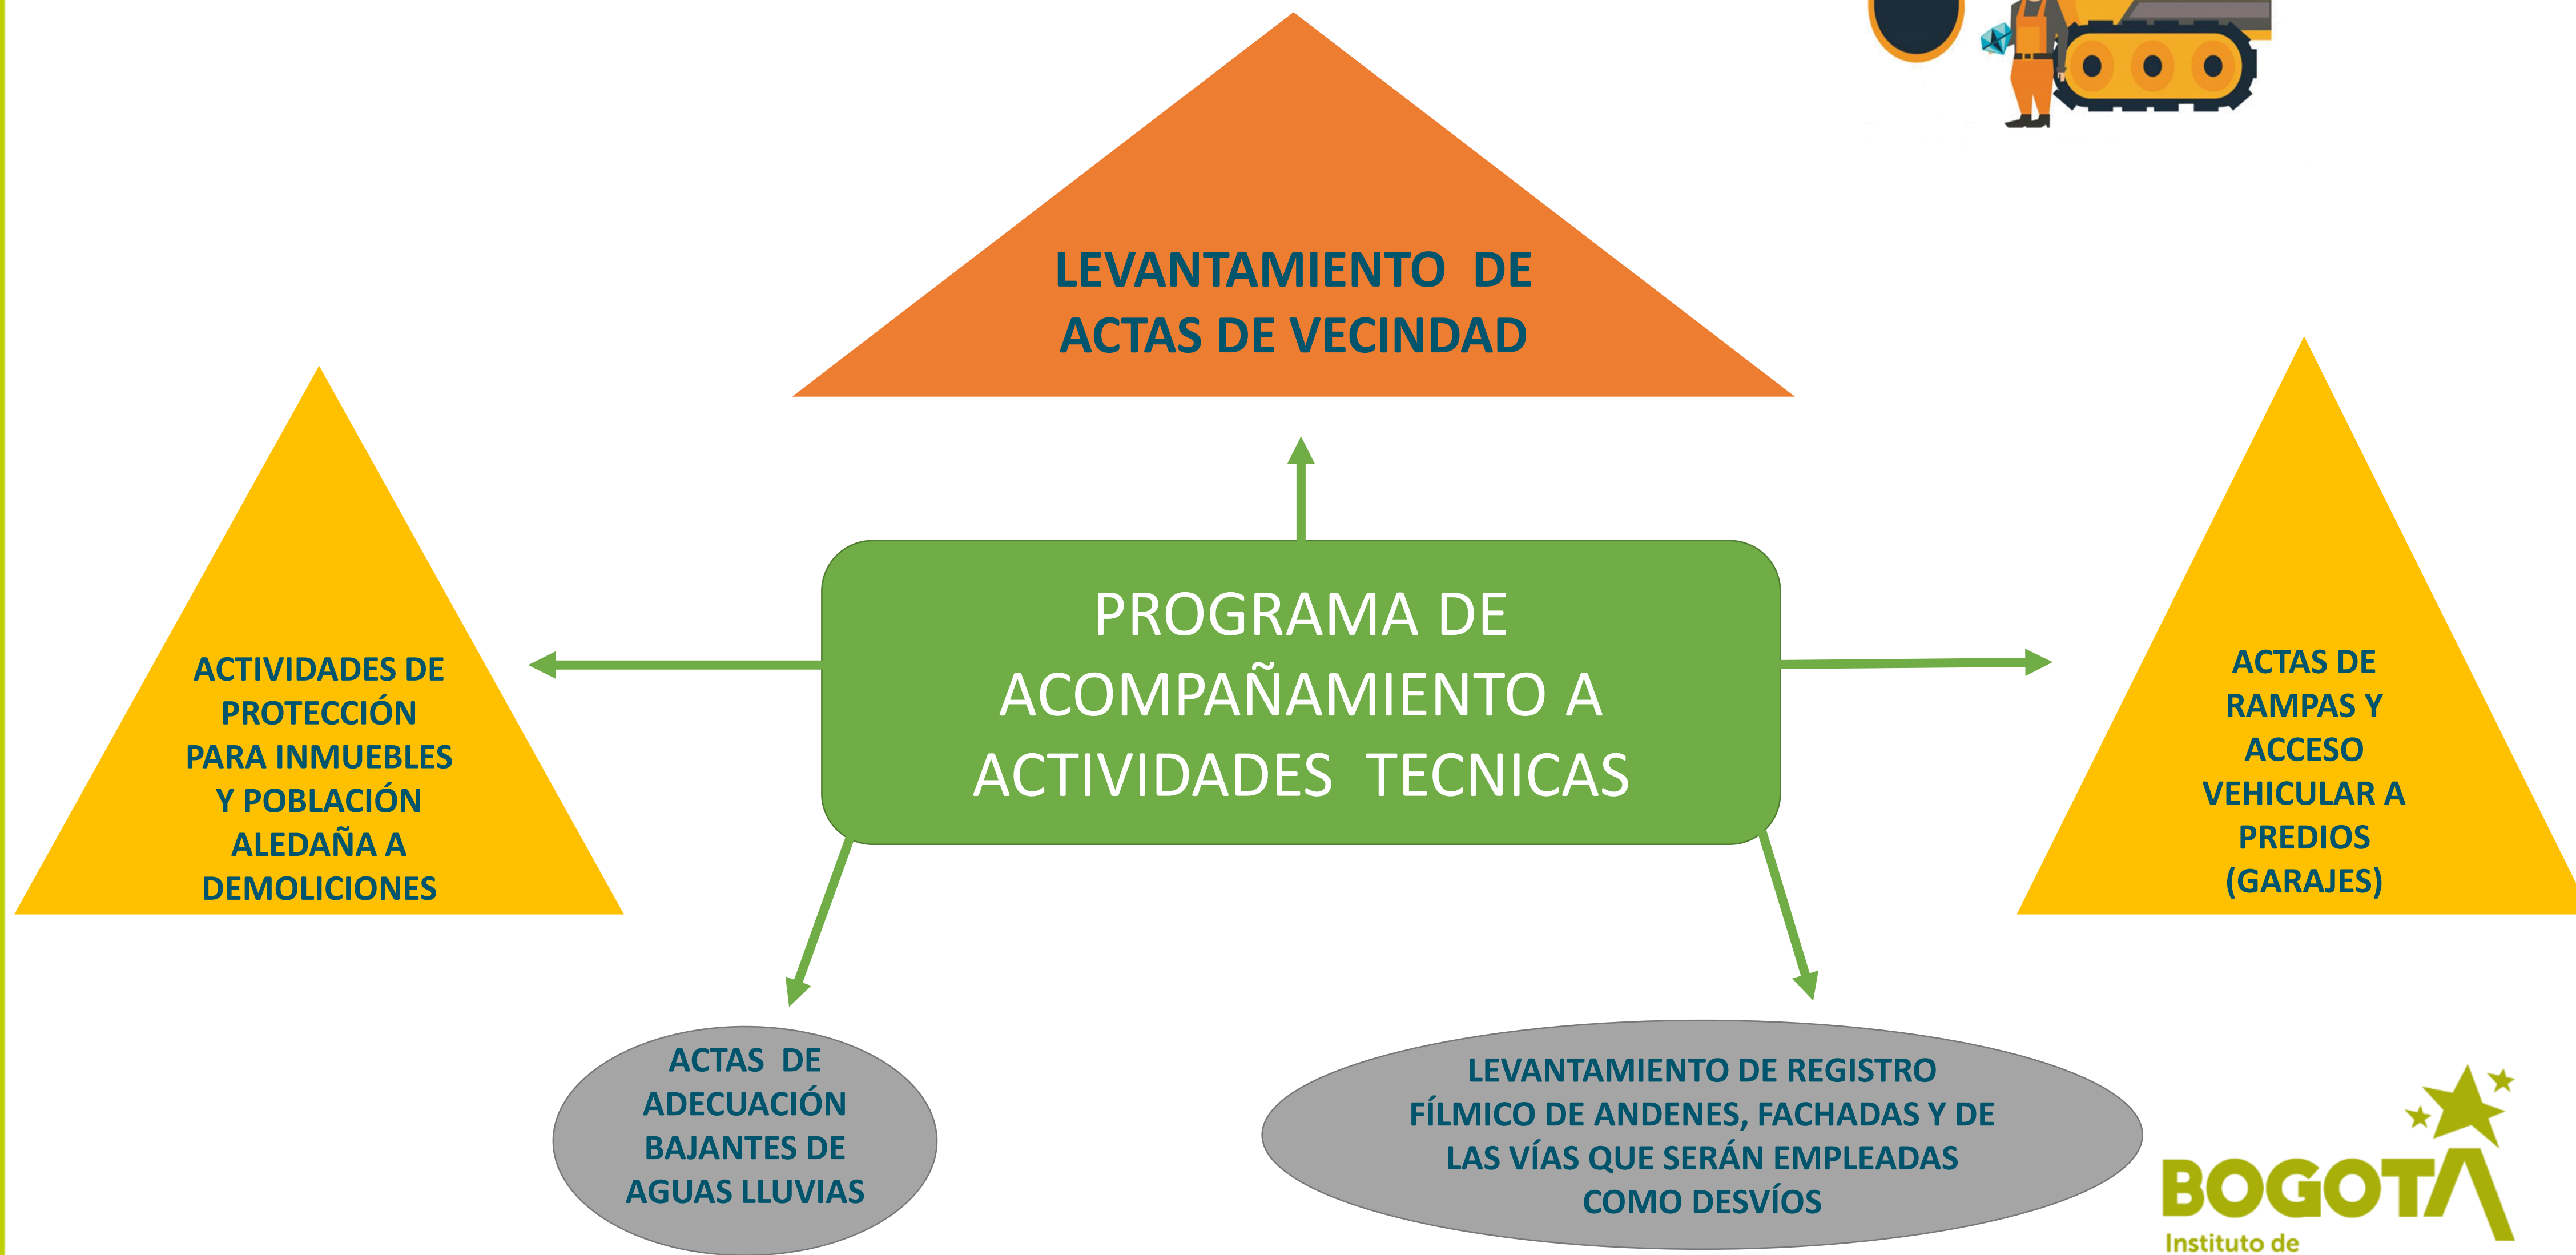 LEVANTAMIENTO DE
ACTAS DE VECINDAD
PROGRAMA DE
ACOMPAÑAMIENTO A
ACTIVIDADES TECNICAS
ACTIVIDADES DE
PROTECCIÓN
PARA INMUEBLES
Y POBLACIÓN
ALEDAÑA A
DEMOLICIONES
ACTAS DE
RAMPAS Y
ACCESO
VEHICULAR A
PREDIOS
(GARAJES)
ACTAS DE
ADECUACIÓN
BAJANTES DE
AGUAS LLUVIAS
LEVANTAMIENTO DE REGISTRO
FÍLMICO DE ANDENES, FACHADAS Y DE
LAS VÍAS QUE SERÁN EMPLEADAS
COMO DESVÍOS
BOGOTÁ
Instituto de